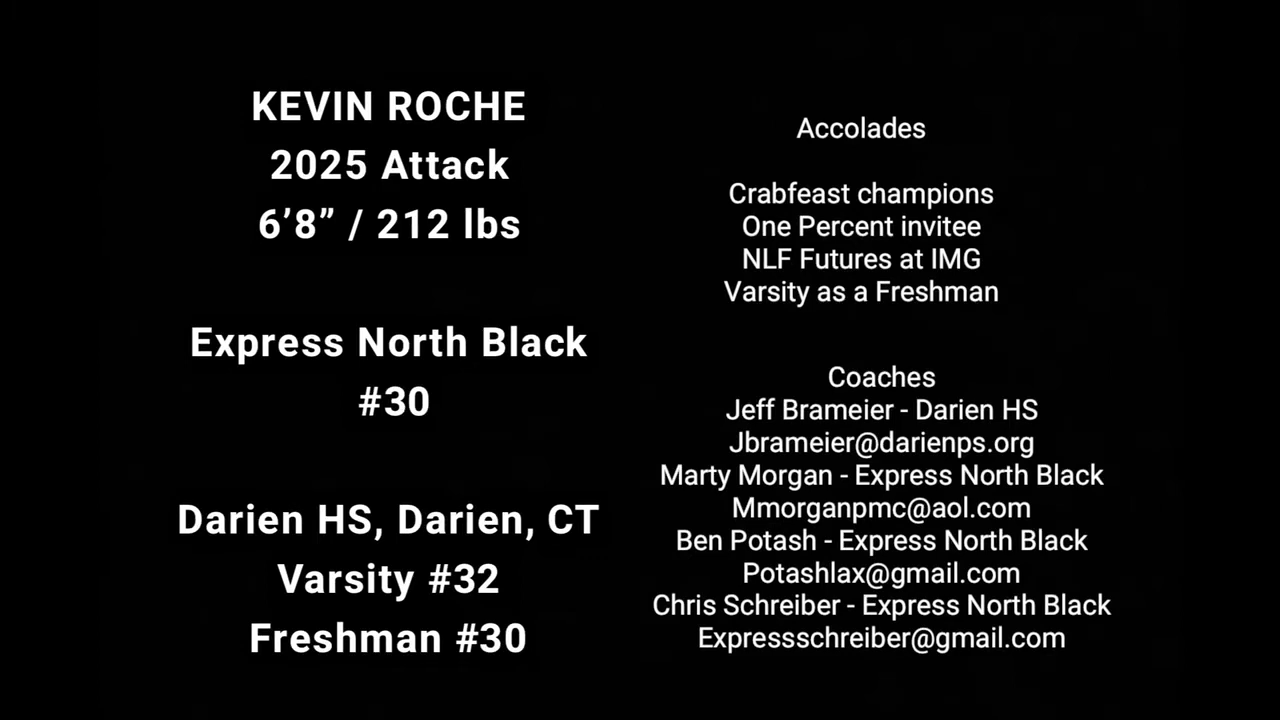 KEVIN ROCHE
2025 Attack
6’8” / 212 lbs
Express North Black
#30
Darien HS, Darien, CT
Varsity #32
Freshman #30
Accolades
Crabfeast champions
One Percent invitee
NLF Futures at IMG
Varsity as a Freshman
Coaches
Jeff Brameier - Darien HS
Jbrameier@darienps.org
Marty Morgan - Express North Black
Mmorganpmc@aol.com
Ben Potash - Express North Black
Potashlax@gmail.com
Chris Schreiber - Express North Black
Expressschreiber@gmail.com